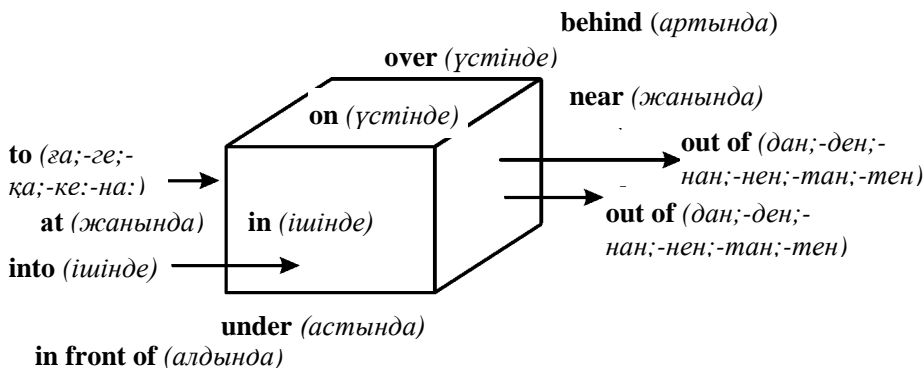 behind (артында)
over (үстінде)
on (үстінде)
near (жанында)
to (ға;-ге;-
қа;-ке:-на:)
out of (дан;-ден;-
нан;-нен;-тан;-тен)
at (жанында)
in (ішінде)
out of (дан;-ден;-
нан;-нен;-тан;-тен)
into (ішінде)
under (астында)
in front of (алдында)